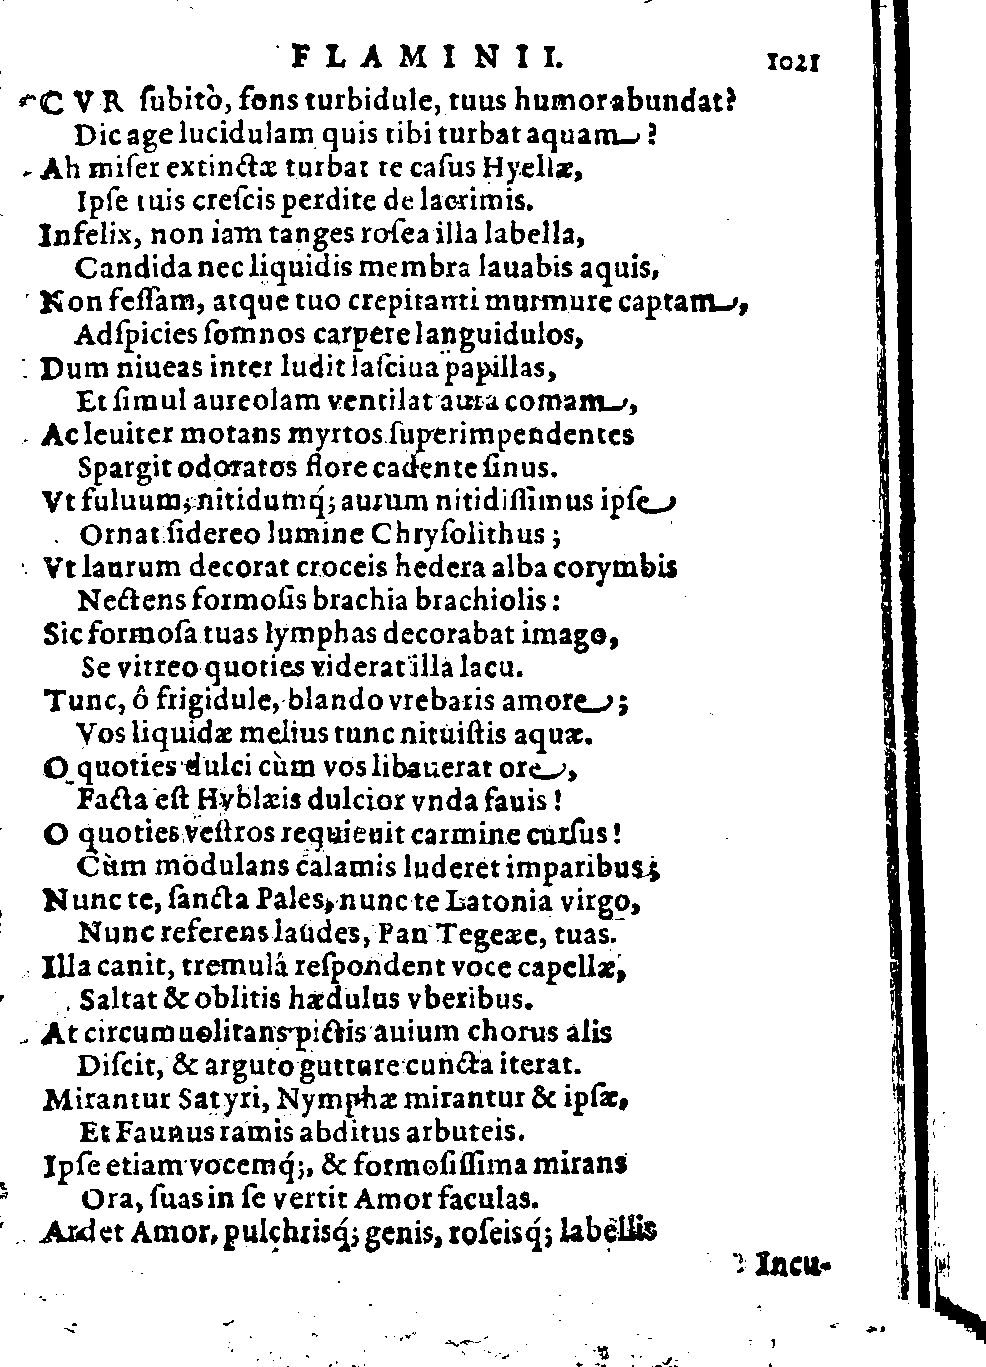 FLAMINII. 1021
CVR ſubitò, fons turbidule, tuus humor abundat?
Dic age lucidulam quis tibi turbat aquam?
Ah miſer extinctæ turbat te caſus Hyellæ,
Ipſe tuis creſcis perdite de lacrimis.
Infelix, non iam tanges roſea illa labella,
Candida nec liquidis membra lauabis aquis,
Non feſſam, atque tuo crepitanti murmure captam,
Adſpicies ſomnos carpere languidulos,
Dum niueas inter ludit laſciua papillas,
Et ſimul aureolam ventilat aura comam,
Ac leuiter motans myrtos ſuperimpendentes
Spargit odoratos flore cadente ſinus.
Vt fuluum, nitidumq́; aurum nitidiſſimus ipſe
Ornat ſidereo lumine Chryſolithus;
Vt laurum decorat croceis hedera alba corymbis
Nectens formoſis brachia brachiolis:
Sic formoſa tuas lymphas decorabat imago,
Se vitreo quoties viderat illa lacu.
Tunc, ô frigidule, blando vrebaris amore;
Vos liquidæ melius tunc nituiſtis aquæ.
O quoties dulci cùm vos libauerat ore,
Facta eſt Hyblæis dulcior vnda fauis!
O quoties veſtros requieuit carmine curſus!
Cùm modulans calamis luderet imparibus;
Nunc te, ſancta Pales, nunc te Latonia virgo,
Nunc referens laudes, Pan Tegeæe, tuas.
Illa canit, tremulâ reſpondent voce capellæ,
Saltat & oblitis hædulus vberibus.
At circumuolitans pictis auium chorus alis
Diſcit, & arguto gutture cuncta iterat.
Mirantur Satyri, Nymphæ mirantur & ipſæ,
Et Faunus ramis abditus arbuteis.
Ipſe etiam vocemq́;, & formoſiſſima mirans
Ora, ſuas in ſe vertit Amor faculas.
Ardet Amor, pulchrisq́; genis, roſeisq́; labellis
Incu-